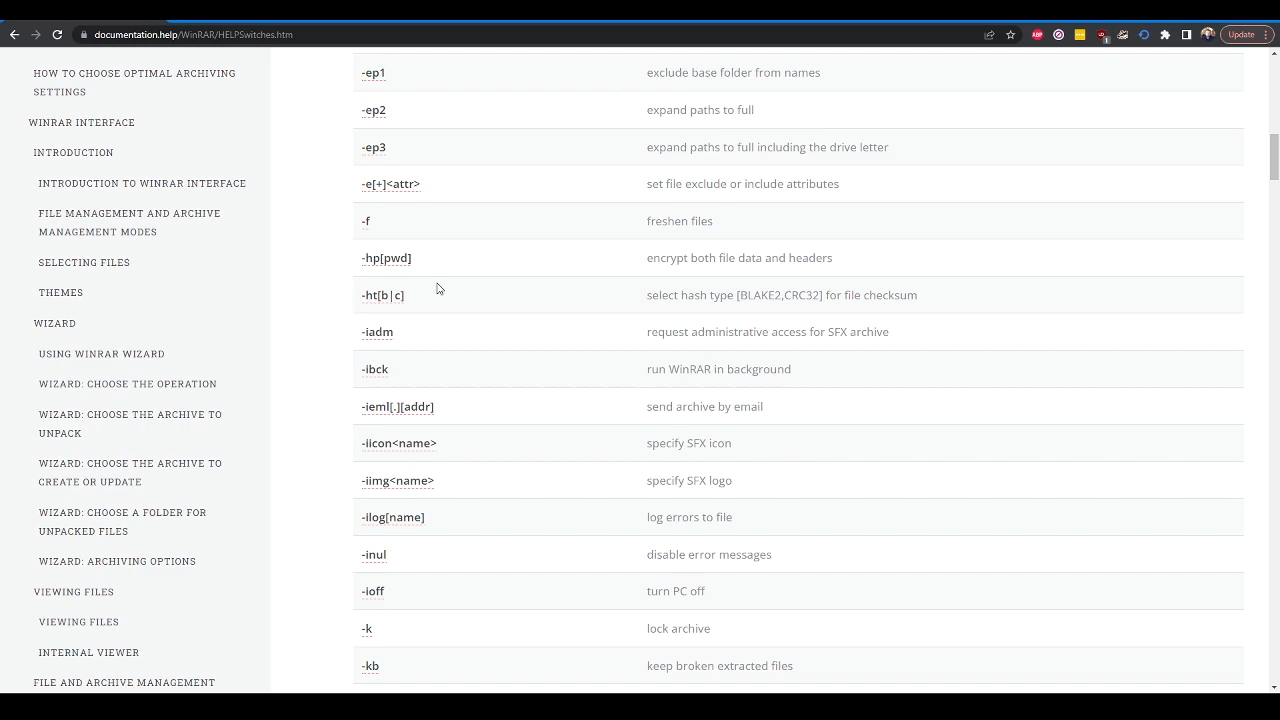 documentation.help/WinRAR/HELPSwitches.htm
Update
HOW TO CHOOSE OPTIMAL ARCHIVING
SETTINGS
WINRAR INTERFACE
INTRODUCTION
INTRODUCTION TO WINRAR INTERFACE
FILE MANAGEMENT AND ARCHIVE
MANAGEMENT MODES
SELECTING FILES
THEMES
WIZARD
USING WINRAR WIZARD
WIZARD: CHOOSE THE OPERATION
WIZARD: CHOOSE THE ARCHIVE TO
UNPACK
WIZARD: CHOOSE THE ARCHIVE TO
CREATE OR UPDATE
WIZARD: CHOOSE A FOLDER FOR
UNPACKED FILES
WIZARD: ARCHIVING OPTIONS
VIEWING FILES
VIEWING FILES
INTERNAL VIEWER
FILE AND ARCHIVE MANAGEMENT
-ep1 exclude base folder from names
-ep2 expand paths to full
-ep3 expand paths to full including the drive letter
-e[+]<attr> set file exclude or include attributes
-f freshen files
-hp[pwd] encrypt both file data and headers
-ht[b|c] select hash type [BLAKE2,CRC32] for file checksum
-iadm request administrative access for SFX archive
-ibck run WinRAR in background
-ieml[.][addr] send archive by email
-iicon<name> specify SFX icon
-iimg<name> specify SFX logo
-ilog[name] log errors to file
-inul disable error messages
-ioff turn PC off
-k lock archive
-kb keep broken extracted files